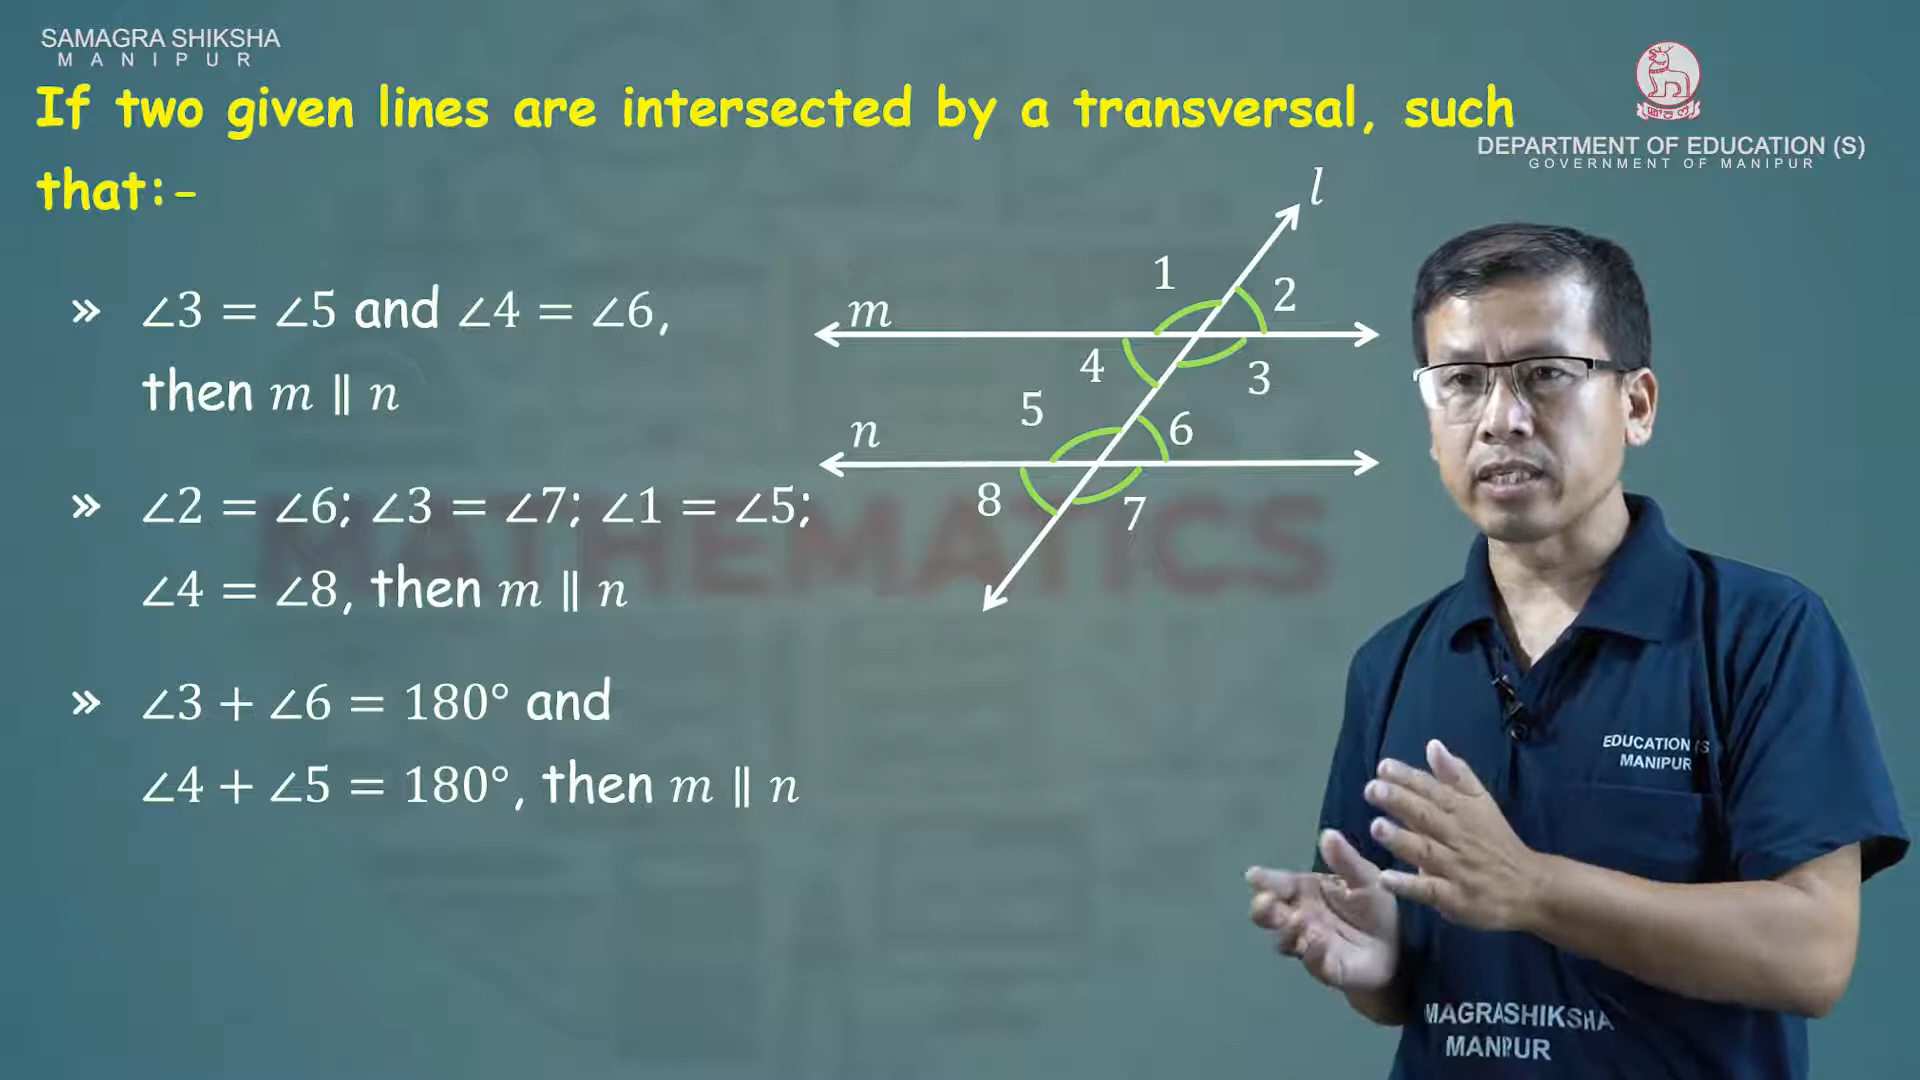 SAMAGRA SHIKSHA
MANIPUR
If two given lines are intersected by a transversal, such
that:-
DEPARTMENT OF EDUCATION (S)
GOVERNMENT OF MANIPUR
» ∠3 = ∠5 and ∠4 = ∠6,
then m ∥ n
» ∠2 = ∠6; ∠3 = ∠7; ∠1 = ∠5;
∠4 = ∠8, then m ∥ n
» ∠3 + ∠6 = 180° and
∠4 + ∠5 = 180°, then m ∥ n
l
1
2
m
4
3
5
6
n
8
7
MATHEMATICS
EDUCATION (S
MANIPUR
MAGRASHIKSHA
MANIPUR